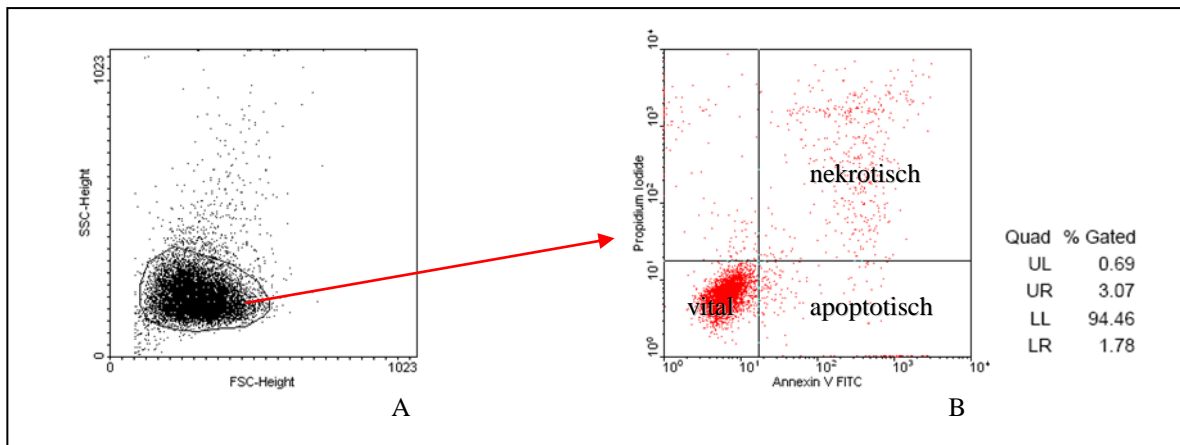 1023
SSC-Height
0
0
1023
FSC-Height
A
10⁴
10³
10²
10¹
10⁰
Propidium Iodide
nekrotisch
vital
apoptotisch
10⁰
10¹
10²
10³
10⁴
Annexin V FITC
B
Quad % Gated
UL 0.69
UR 3.07
LL 94.46
LR 1.78